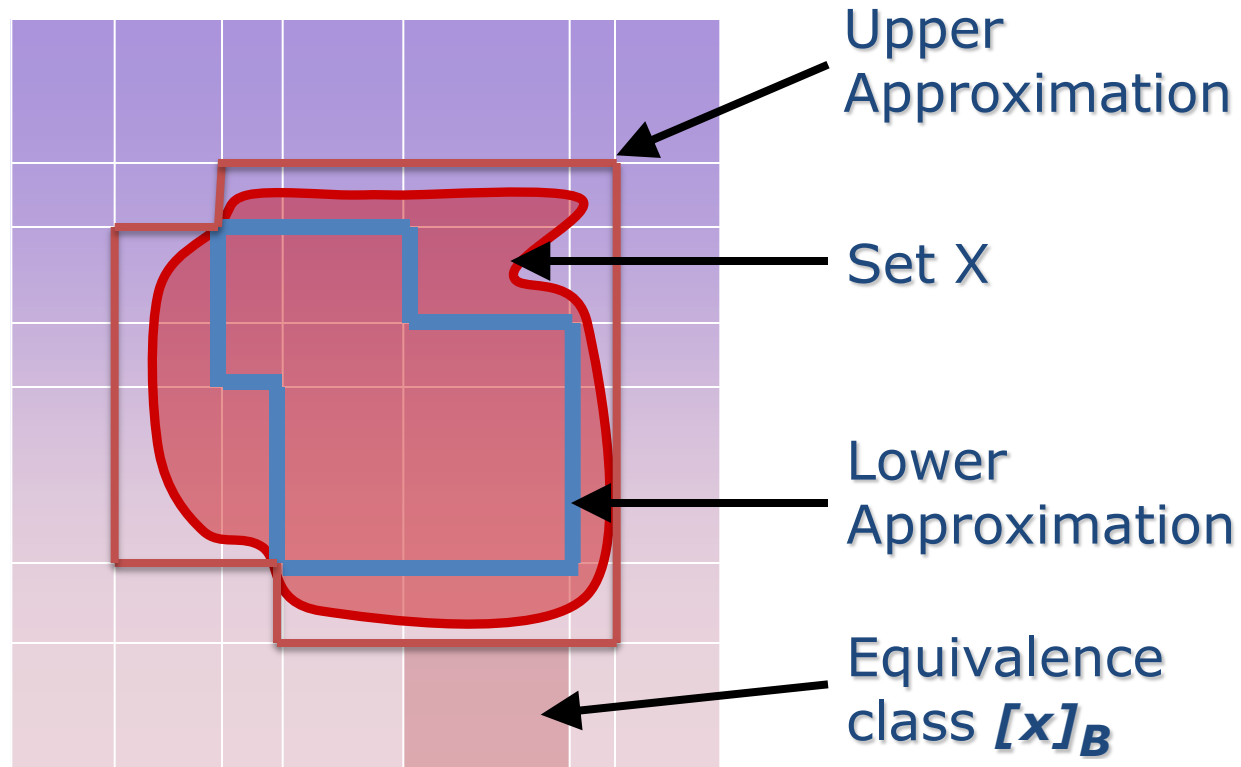 Upper
Approximation
Set X
Lower
Approximation
Equivalence
class [x]B